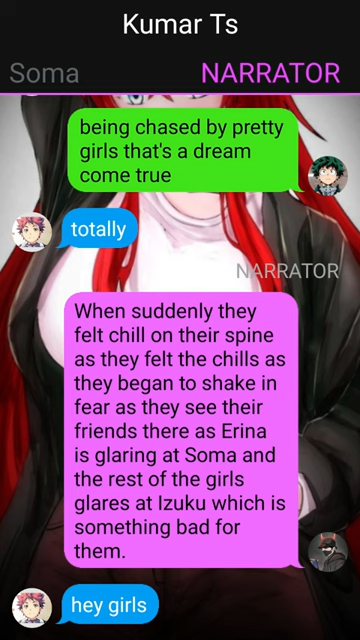 Kumar Ts
Soma NARRATOR
being chased by pretty
girls that's a dream
come true
totally
NARRATOR
When suddenly they
felt chill on their spine
as they felt the chills as
they began to shake in
fear as they see their
friends there as Erina
is glaring at Soma and
the rest of the girls
glares at Izuku which is
something bad for
them.
hey girls